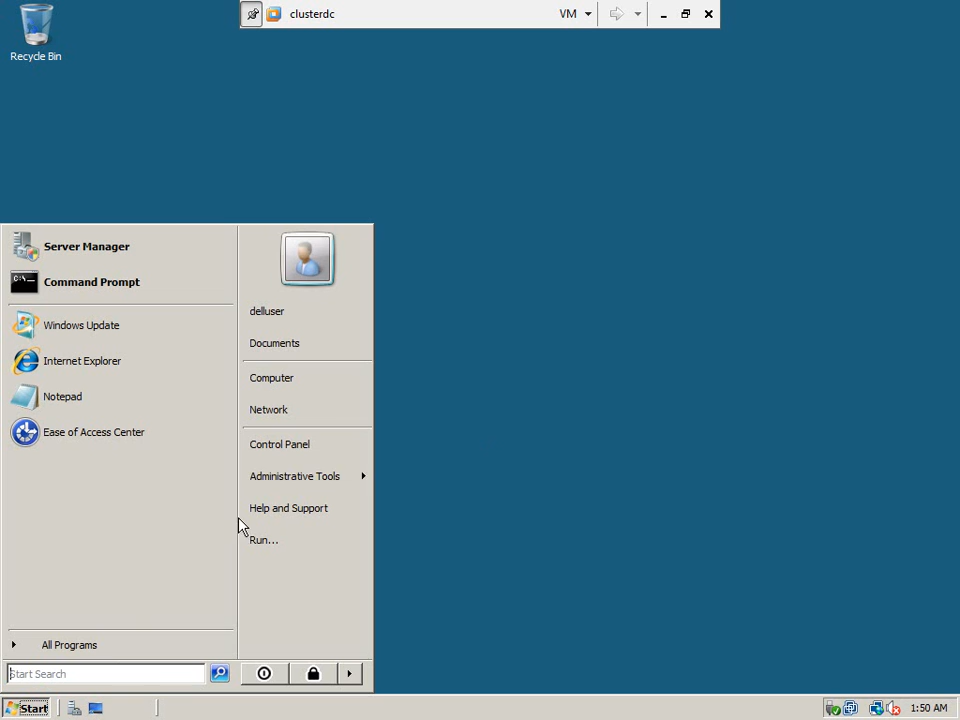 clusterdc
VM
Recycle Bin
Server Manager
Command Prompt
Windows Update
Internet Explorer
Notepad
Ease of Access Center
All Programs
Start Search
delluser
Documents
Computer
Network
Control Panel
Administrative Tools
Help and Support
Run...
Start
1:50 AM